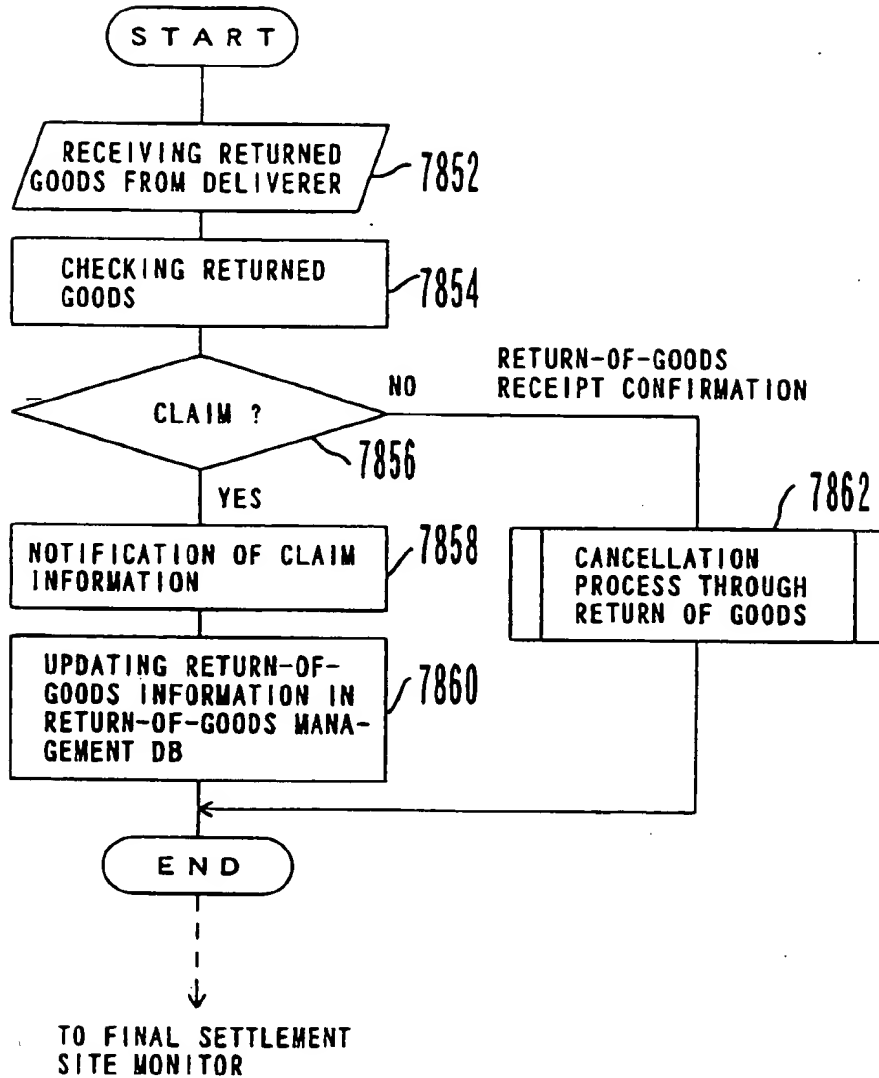 START
RECEIVING RETURNED
GOODS FROM DELIVERER
7852
CHECKING RETURNED
GOODS
7854
CLAIM ?
7856
NO
RETURN-OF-GOODS
RECEIPT CONFIRMATION
YES
NOTIFICATION OF CLAIM
INFORMATION
7858
7862
CANCELLATION
PROCESS THROUGH
RETURN OF GOODS
UPDATING RETURN-OF-
GOODS INFORMATION IN
RETURN-OF-GOODS MANA-
GEMENT DB
7860
END
TO FINAL SETTLEMENT
SITE MONITOR